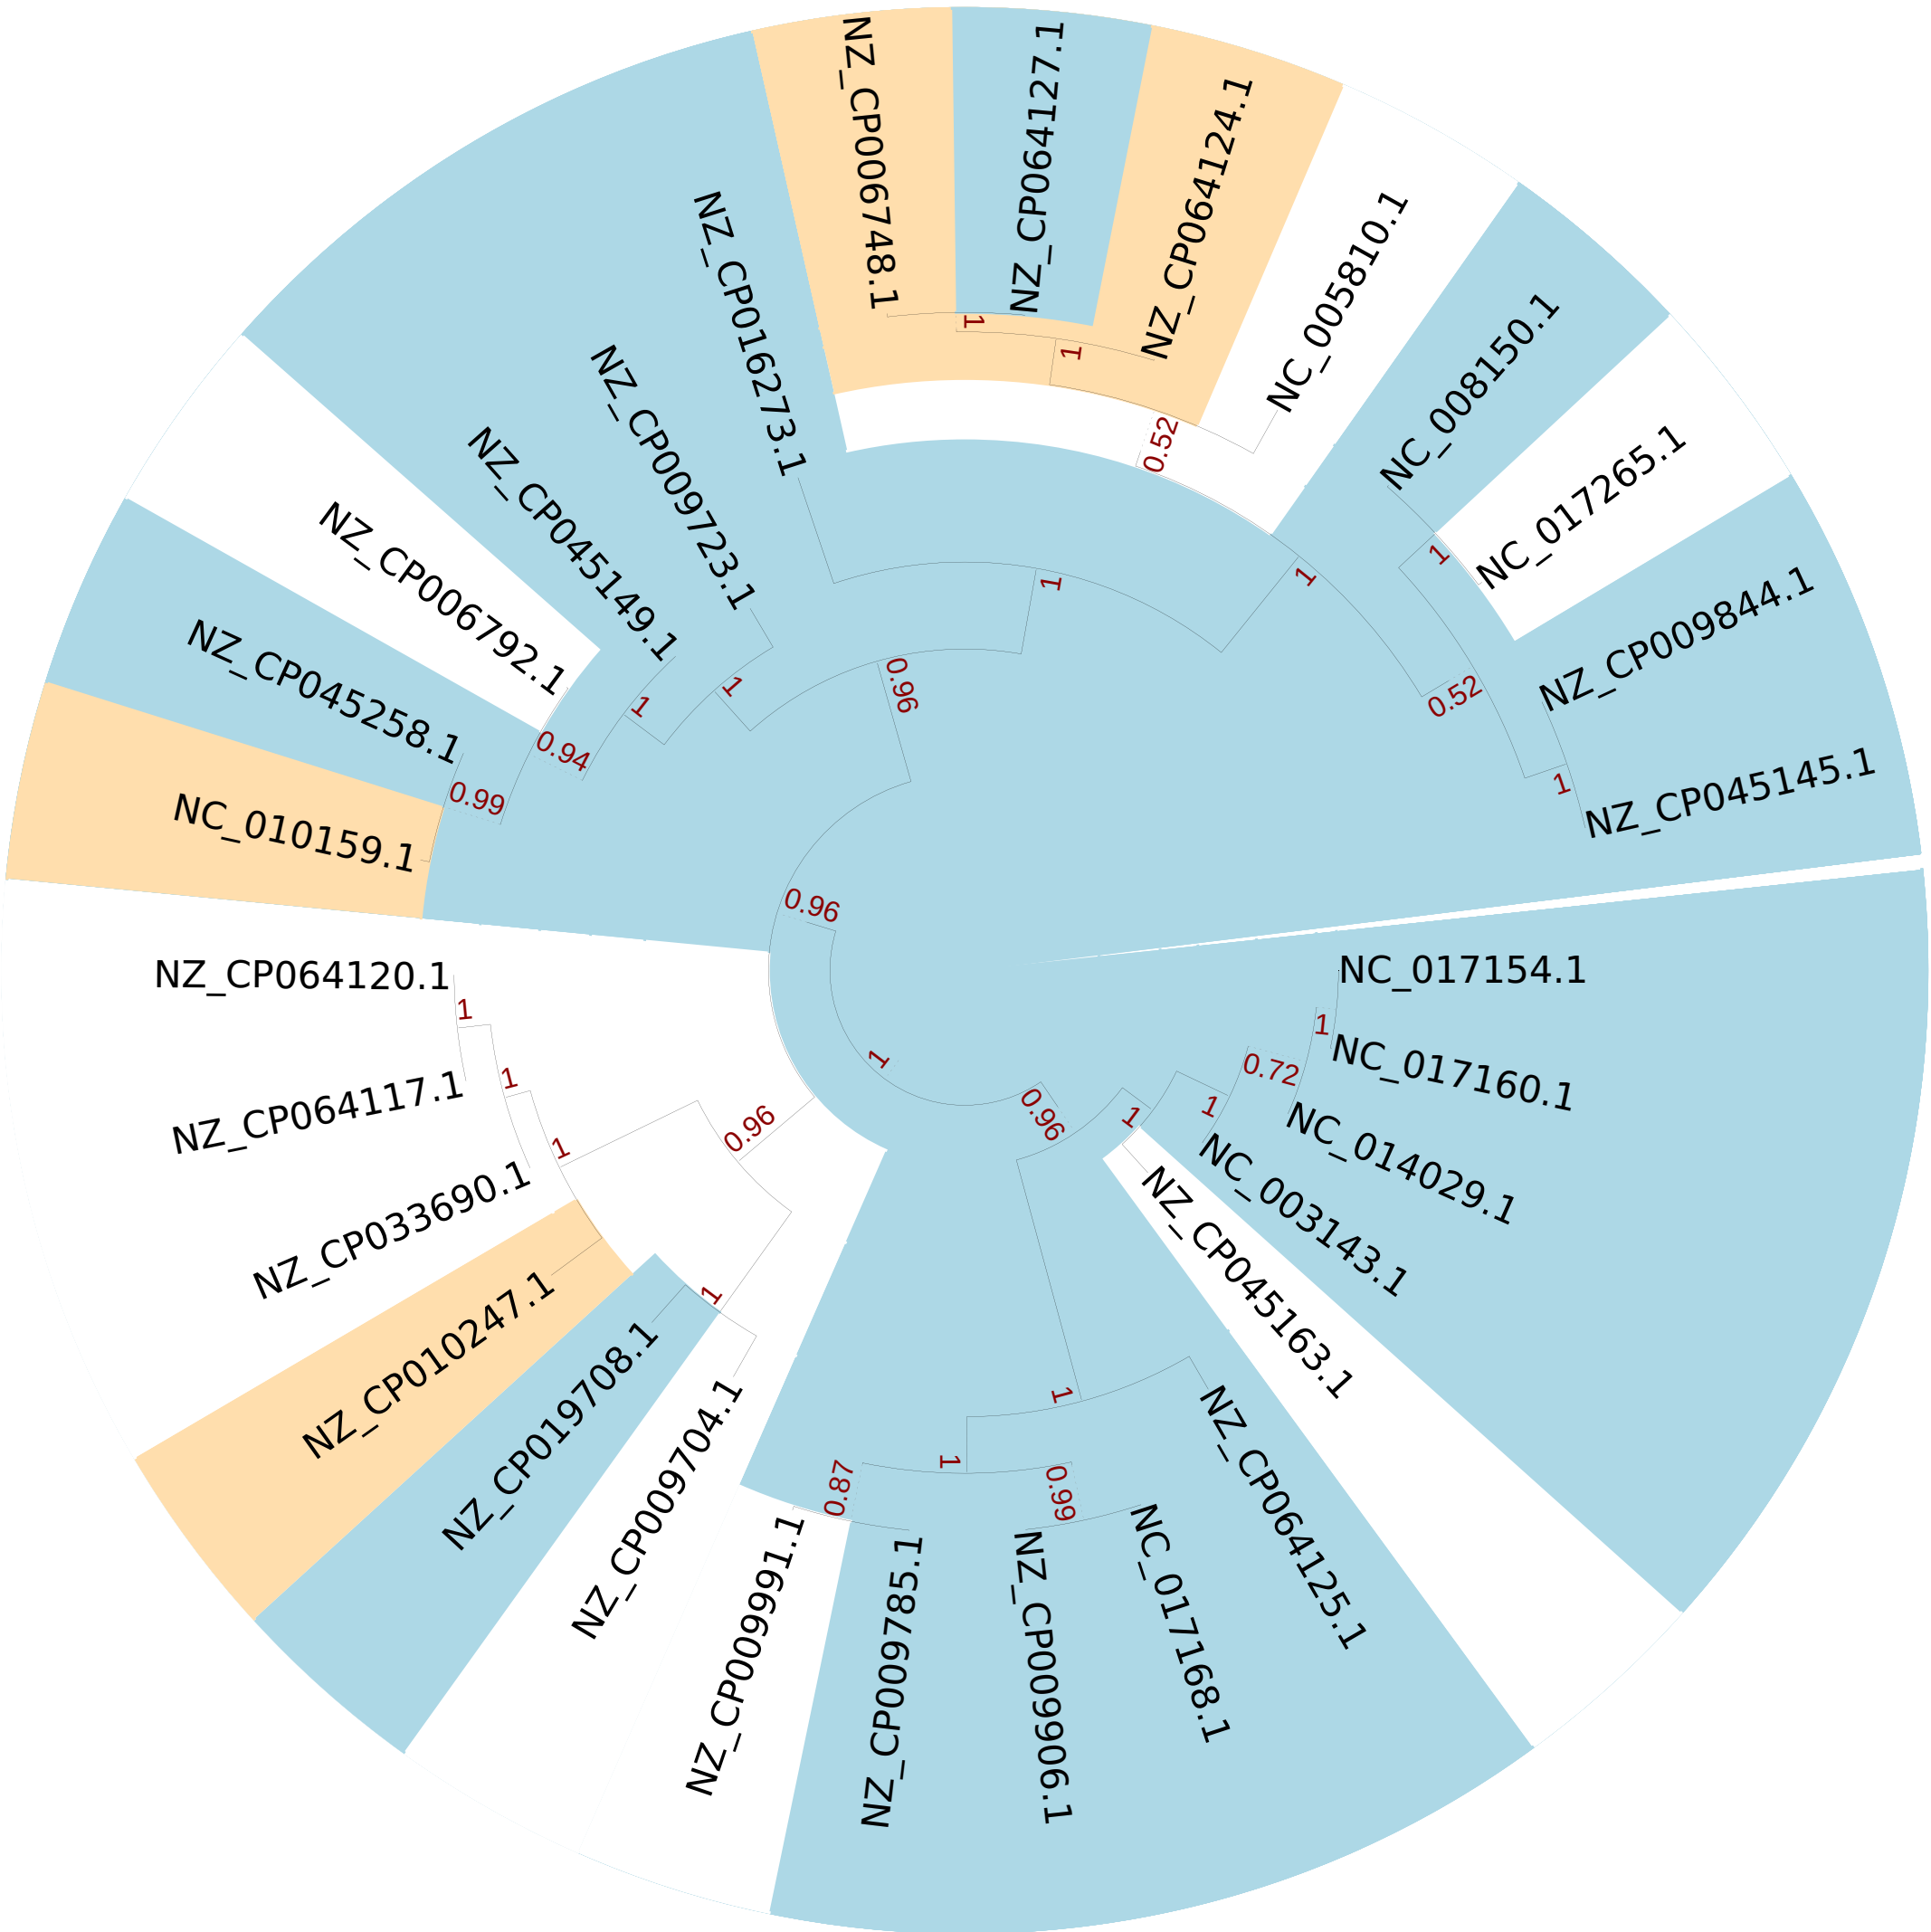 NZ_CP006748.1
NZ_CP064127.1
NZ_CP064124.1
NC_005810.1
NC_008150.1
NC_017265.1
NZ_CP009844.1
NZ_CP045145.1
NC_017154.1
NC_017160.1
NC_014029.1
NC_003143.1
NZ_CP045163.1
NZ_CP064125.1
NC_017168.1
NZ_CP009906.1
NZ_CP009785.1
NZ_CP009991.1
NZ_CP009704.1
NZ_CP019708.1
NZ_CP010247.1
NZ_CP033690.1
NZ_CP064117.1
NZ_CP064120.1
NC_010159.1
NZ_CP045258.1
NZ_CP006792.1
NZ_CP045149.1
NZ_CP009723.1
NZ_CP016273.1
1
1
0.52
1
1
1
0.52
1
0.96
1
1
0.94
0.99
0.96
1
0.96
1
1
0.72
1
1
1
0.99
0.87
0.96
1
1
1
1